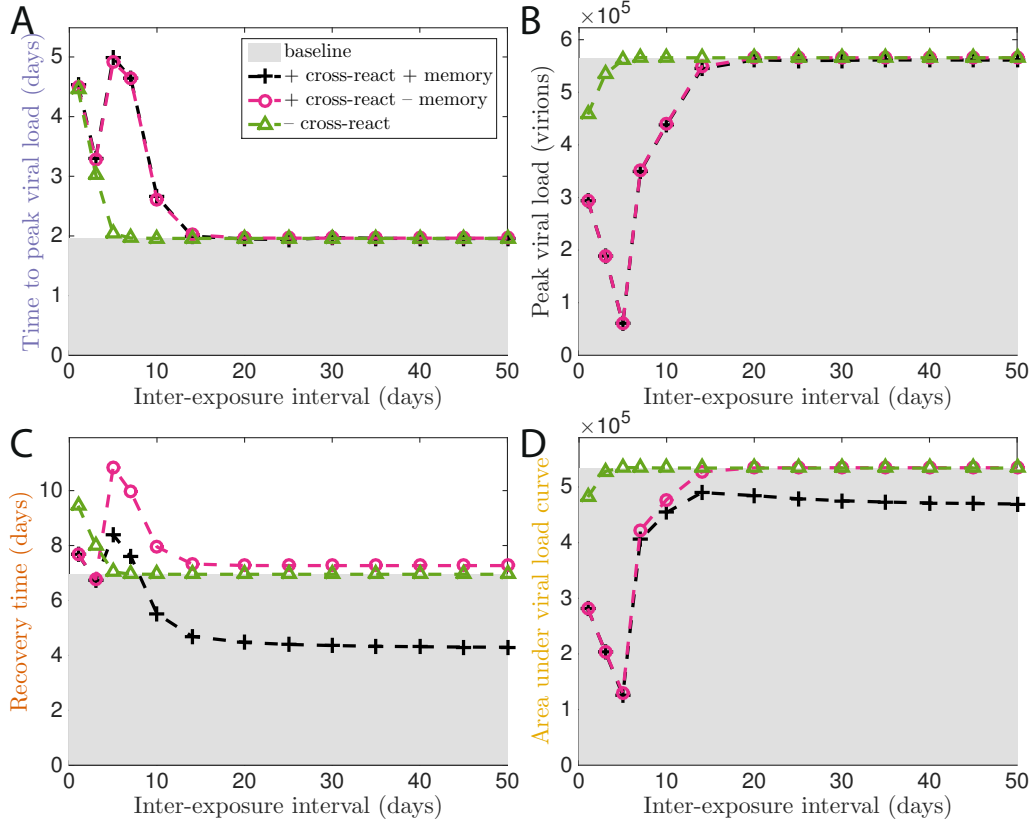 A
Time to peak viral load (days)
5
4
3
2
1
0
baseline
+ cross-react + memory
+ cross-react – memory
– cross-react
0 10 20 30 40 50
Inter-exposure interval (days)
B
×10⁵
Peak viral load (virions)
6
5
4
3
2
1
0
0 10 20 30 40 50
Inter-exposure interval (days)
C
Recovery time (days)
10
8
6
4
2
0
0 10 20 30 40 50
Inter-exposure interval (days)
D
×10⁵
Area under viral load curve
5
4
3
2
1
0
0 10 20 30 40 50
Inter-exposure interval (days)